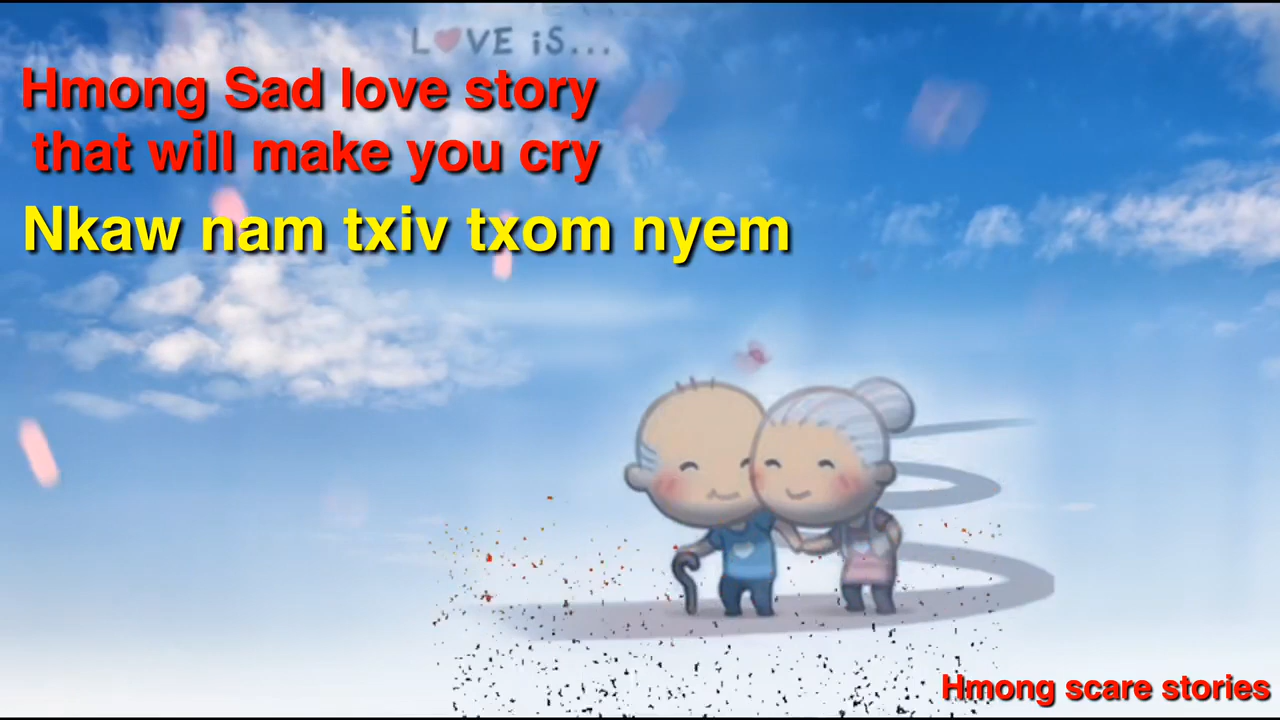 LOVE iS...
Hmong Sad love story
that will make you cry
Nkaw nam txiv txom nyem
Hmong scare stories